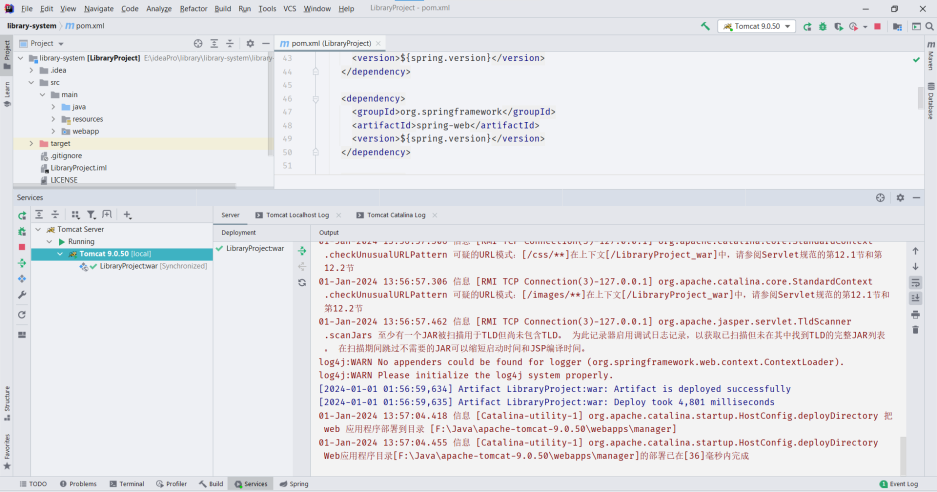 File Edit View Navigate Code Analyze Refactor Build Run Tools VCS Window Help LibraryProject - pom.xml
library-system pom.xml
Tomcat 9.0.50
Project
pom.xml (LibraryProject)
library-system [LibraryProject] E:\ideaPro\library\library-system\library
.idea
src
main
java
resources
webapp
target
.gitignore
LibraryProject.iml
LICENSE
43 <version>${spring.version}</version>
44 </dependency>
45
46 <dependency>
47 <groupId>org.springframework</groupId>
48 <artifactId>spring-web</artifactId>
49 <version>${spring.version}</version>
50 </dependency>
51
Project
Learn
Structure
Favorites
Maven
Database
Services
Server Tomcat Localhost Log Tomcat Catalina Log
Tomcat Server
Running
Tomcat 9.0.50 [local]
LibraryProject:war [Synchronized]
Deployment
LibraryProject:war
Output
01-Jan-2024 13:56:57.306 信息 [RMI TCP Connection(3)-127.0.0.1] org.apache.catalina.core.StandardContext
.checkUnusualURLPattern 可疑的URL模式：[/css/**]在上下文[/LibraryProject_war]中，请参阅Servlet规范的第12.1节和第
12.2节
01-Jan-2024 13:56:57.306 信息 [RMI TCP Connection(3)-127.0.0.1] org.apache.catalina.core.StandardContext
.checkUnusualURLPattern 可疑的URL模式：[/images/**]在上下文[/LibraryProject_war]中，请参阅Servlet规范的第12.1节和
第12.2节
01-Jan-2024 13:56:57.462 信息 [RMI TCP Connection(3)-127.0.0.1] org.apache.jasper.servlet.TldScanner
.scanJars 至少有一个JAR被扫描用于TLD但尚未包含TLD。 为此记录器启用调试日志记录，以获取已扫描但未在其中找到TLD的完整JAR列表
。 在扫描期间跳过不需要的JAR可以缩短启动时间和JSP编译时间。
log4j:WARN No appenders could be found for logger (org.springframework.web.context.ContextLoader).
log4j:WARN Please initialize the log4j system properly.
[2024-01-01 01:56:59,634] Artifact LibraryProject:war: Artifact is deployed successfully
[2024-01-01 01:56:59,635] Artifact LibraryProject:war: Deploy took 4,801 milliseconds
01-Jan-2024 13:57:04.418 信息 [Catalina-utility-1] org.apache.catalina.startup.HostConfig.deployDirectory 把
web 应用程序部署到目录 [F:\Java\apache-tomcat-9.0.50\webapps\manager]
01-Jan-2024 13:57:04.455 信息 [Catalina-utility-1] org.apache.catalina.startup.HostConfig.deployDirectory
Web应用程序目录[F:\Java\apache-tomcat-9.0.50\webapps\manager]的部署已在[36]毫秒内完成
TODO Problems Terminal Profiler Build Services Spring 1 Event Log